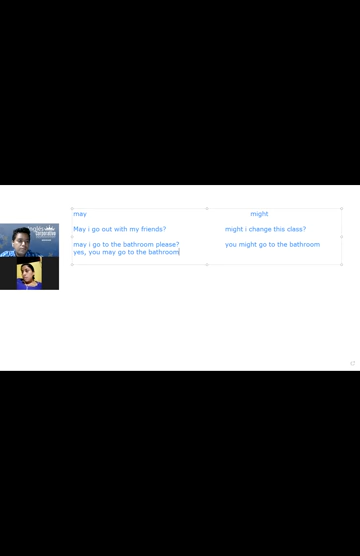 may might
May i go out with my friends? might i change this class?
may i go to the bathroom please? you might go to the bathroom
yes, you may go to the bathroom